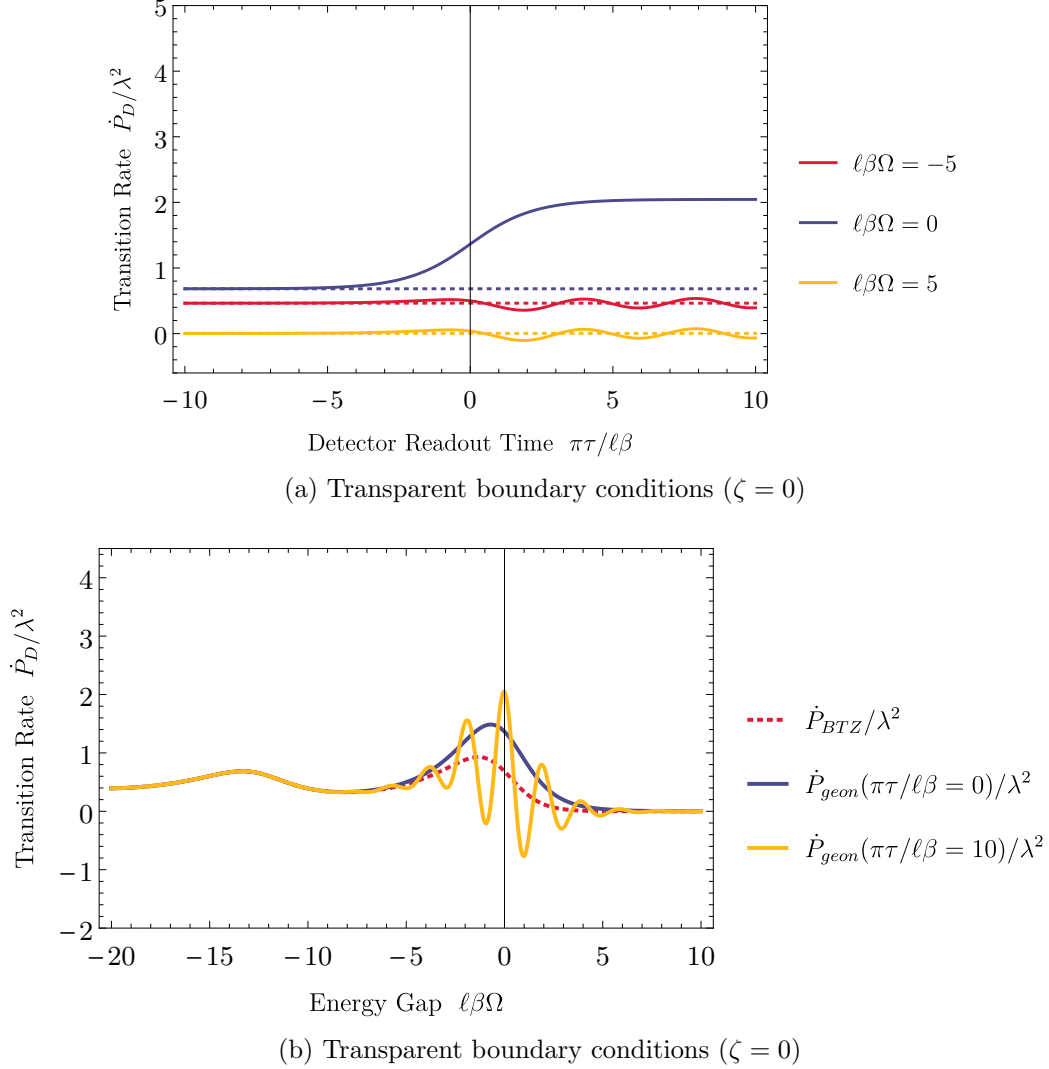 5
4
3
2
1
0
−10
−5
0
5
10
Transition Rate Ṗ_D/λ²
Detector Readout Time πτ/ℓβ
ℓβΩ = −5
ℓβΩ = 0
ℓβΩ = 5
(a) Transparent boundary conditions (ζ = 0)
4
3
2
1
0
−1
−2
−20
−15
−10
−5
0
5
10
Transition Rate Ṗ_D/λ²
Energy Gap ℓβΩ
Ṗ_BTZ/λ²
Ṗ_geon(πτ/ℓβ = 0)/λ²
Ṗ_geon(πτ/ℓβ = 10)/λ²
(b) Transparent boundary conditions (ζ = 0)